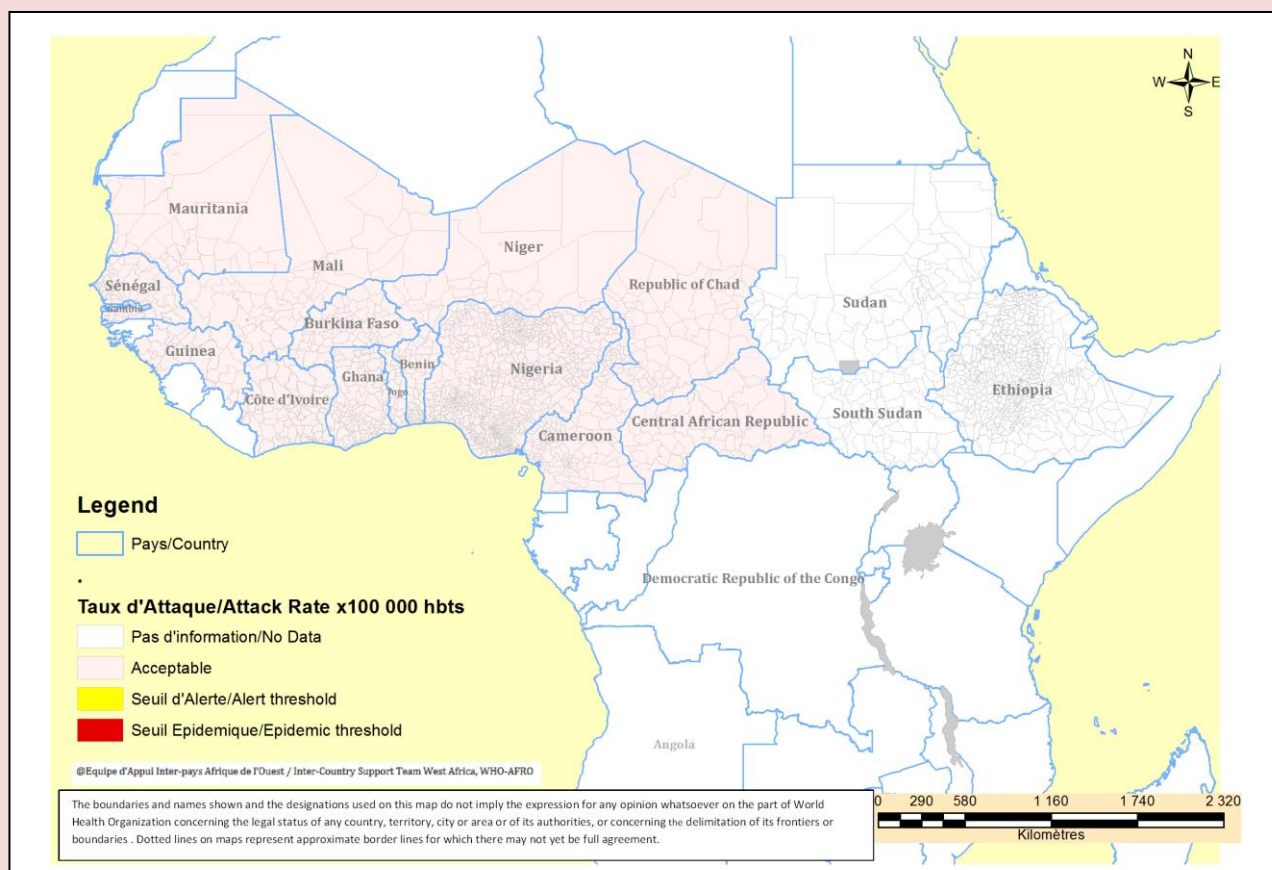 N
W E
S
Mauritania
Mali
Niger
Republic of Chad
Sénégal
Gambia
Sudan
Burkina Faso
Guinea
Benin
Nigeria
Ghana
Togo
Ethiopia
Côte d'Ivoire
South Sudan
Central African Republic
Cameroon
Democratic Republic of the Congo
Angola
Legend
Pays/Country
.
Taux d'Attaque/Attack Rate x100 000 hbts
Pas d'information/No Data
Acceptable
Seuil d'Alerte/Alert threshold
Seuil Epidemique/Epidemic threshold
@Equipe d'Appui Inter-pays Afrique de l'Ouest / Inter-Country Support Team West Africa, WHO-AFRO
The boundaries and names shown and the designations used on this map do not imply the expression for any opinion whatsoever on the part of World
Health Organization concerning the legal status of any country, territory, city or area or of its authorities, or concerning the delimitation of its frontiers or
boundaries . Dotted lines on maps represent approximate border lines for which there may not yet be full agreement.
0 290 580 1 160 1 740 2 320
Kilomètres